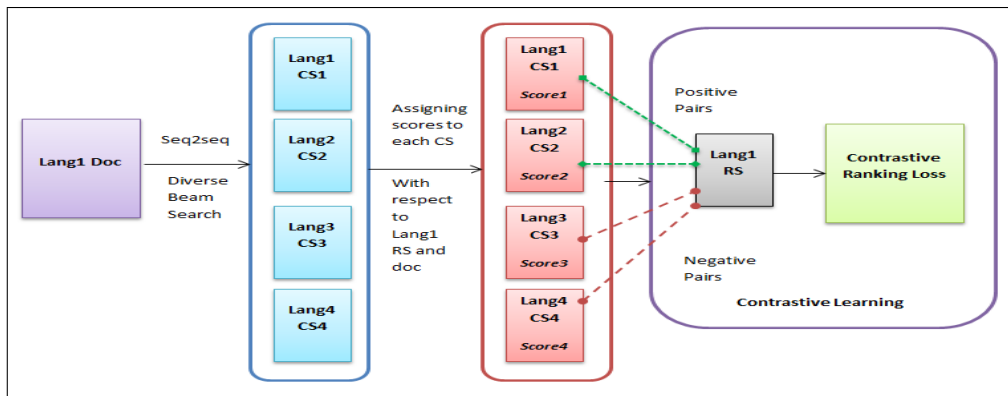 Lang1 Doc
Seq2seq
Diverse
Beam
Search
Lang1
CS1
Lang2
CS2
Lang3
CS3
Lang4
CS4
Assigning
scores to
each CS
With
respect
to
Lang1
RS and
doc
Lang1
CS1
Score1
Lang2
CS2
Score2
Lang3
CS3
Score3
Lang4
CS4
Score4
Positive
Pairs
Lang1
RS
Negative
Pairs
Contrastive
Ranking Loss
Contrastive Learning